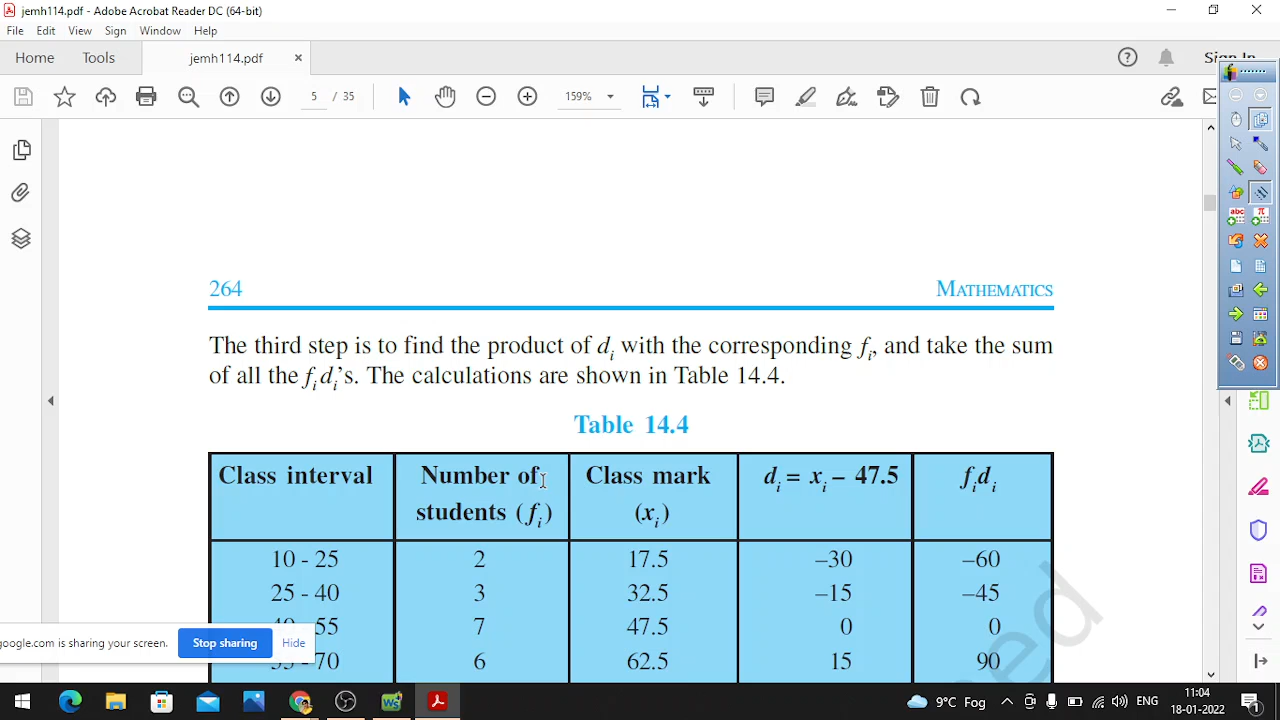 jemh114.pdf - Adobe Acrobat Reader DC (64-bit)
File Edit View Sign Window Help
Home Tools jemh114.pdf × Sign In
5 / 35 159%
264 MATHEMATICS
The third step is to find the product of dᵢ with the corresponding fᵢ, and take the sum
of all the fᵢdᵢ's. The calculations are shown in Table 14.4.
Table 14.4
Class interval Number of students (fᵢ) Class mark (xᵢ) dᵢ = xᵢ – 47.5 fᵢdᵢ
10 - 25 2 17.5 –30 –60
25 - 40 3 32.5 –15 –45
55 7 47.5 0 0
70 6 62.5 15 90
google.com is sharing your screen. Stop sharing Hide
abc π
9°C Fog ENG 11:04
18-01-2022
1